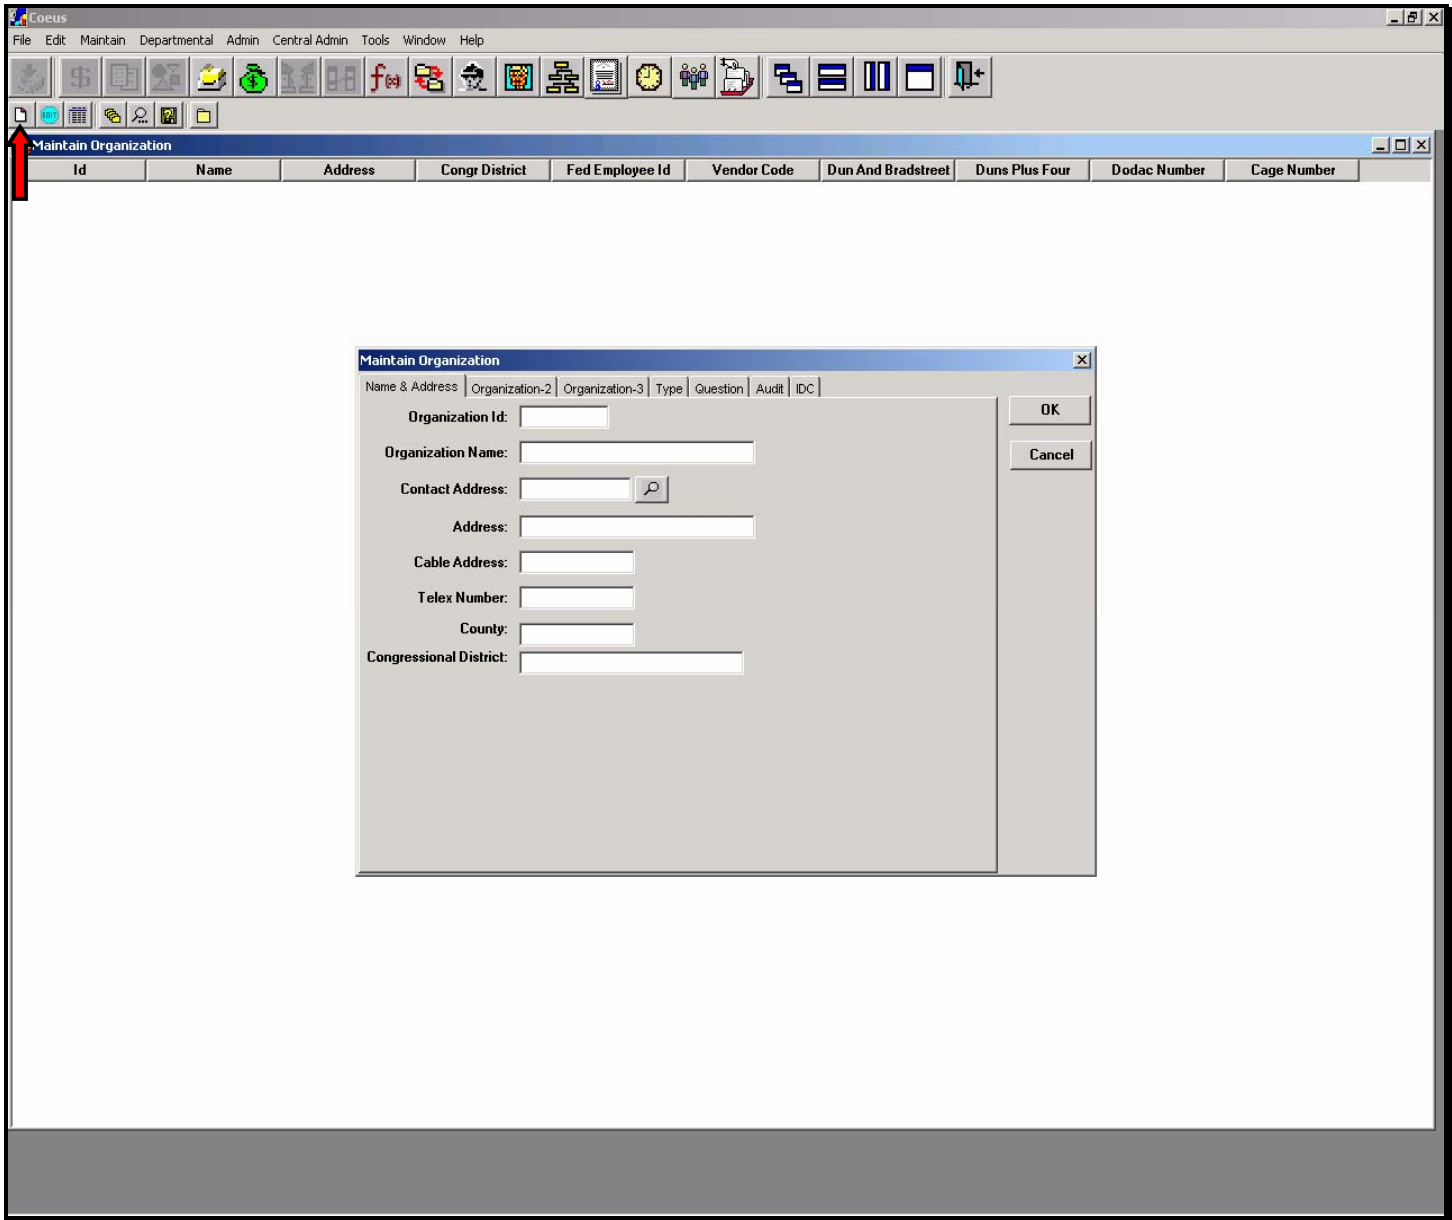 Coeus
File Edit Maintain Departmental Admin Central Admin Tools Window Help
$ f(x)
EDIT
Maintain Organization
Id Name Address Congr District Fed Employee Id Vendor Code Dun And Bradstreet Duns Plus Four Dodac Number Cage Number
Maintain Organization
Name & Address Organization-2 Organization-3 Type Question Audit IDC
Organization Id:
OK
Organization Name:
Cancel
Contact Address:
Address:
Cable Address:
Telex Number:
County:
Congressional District: